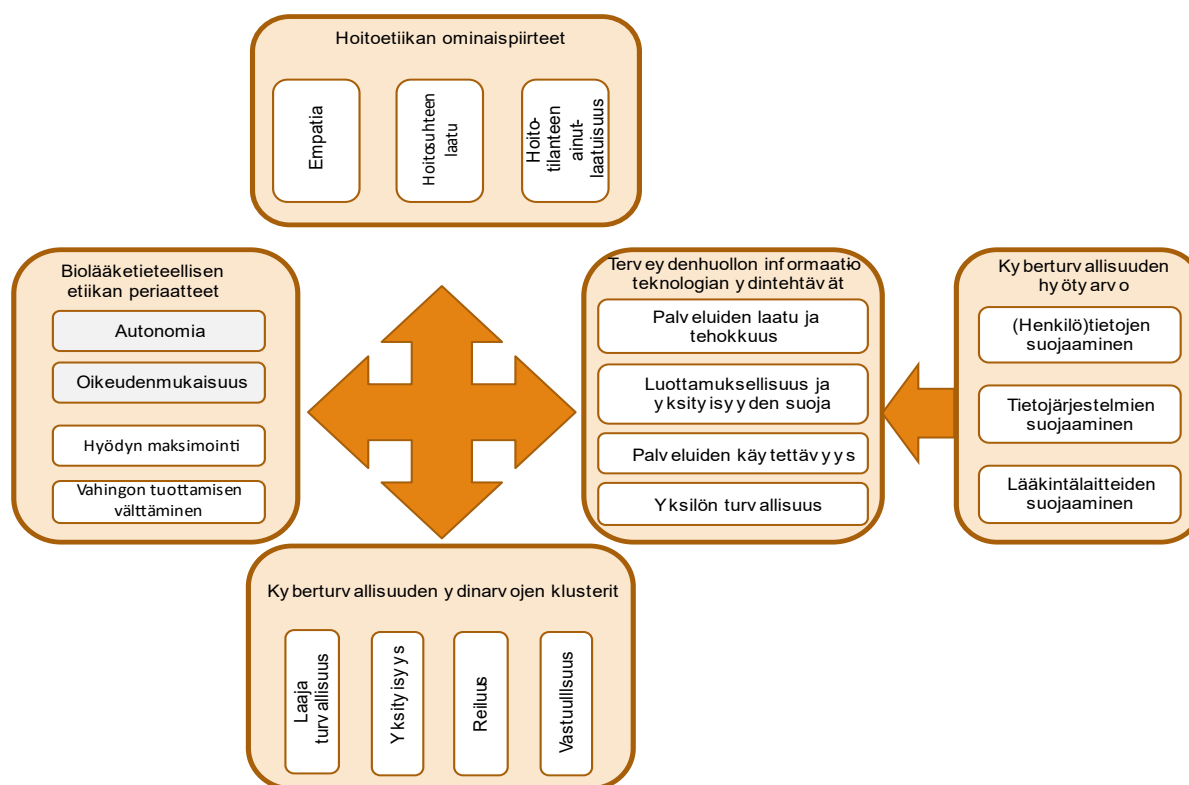 Hoitoetiikan ominaispiirteet
Empatia
Hoitosuhteen
laatu
Hoito-
tilanteen
ainut-
laatuisuus
Biolääketieteellisen
etiikan periaatteet
Autonomia
Oikeudenmukaisuus
Hyödyn maksimointi
Vahingon tuottamisen
välttäminen
Terveydenhuollon informaatio-
teknologian ydintehtävät
Palveluiden laatu ja
tehokkuus
Luottamuksellisuus ja
yksityisyyden suoja
Palveluiden käytettävyys
Yksilön turvallisuus
Kyberturvallisuuden
hyötyarvo
(Henkilö)tietojen
suojaaminen
Tietojärjestelmien
suojaaminen
Lääkintälaitteiden
suojaaminen
Kyberturvallisuuden ydinarvojen klusterit
Laaja
turvallisuus
Yksityisyys
Reiluus
Vastuullisuus